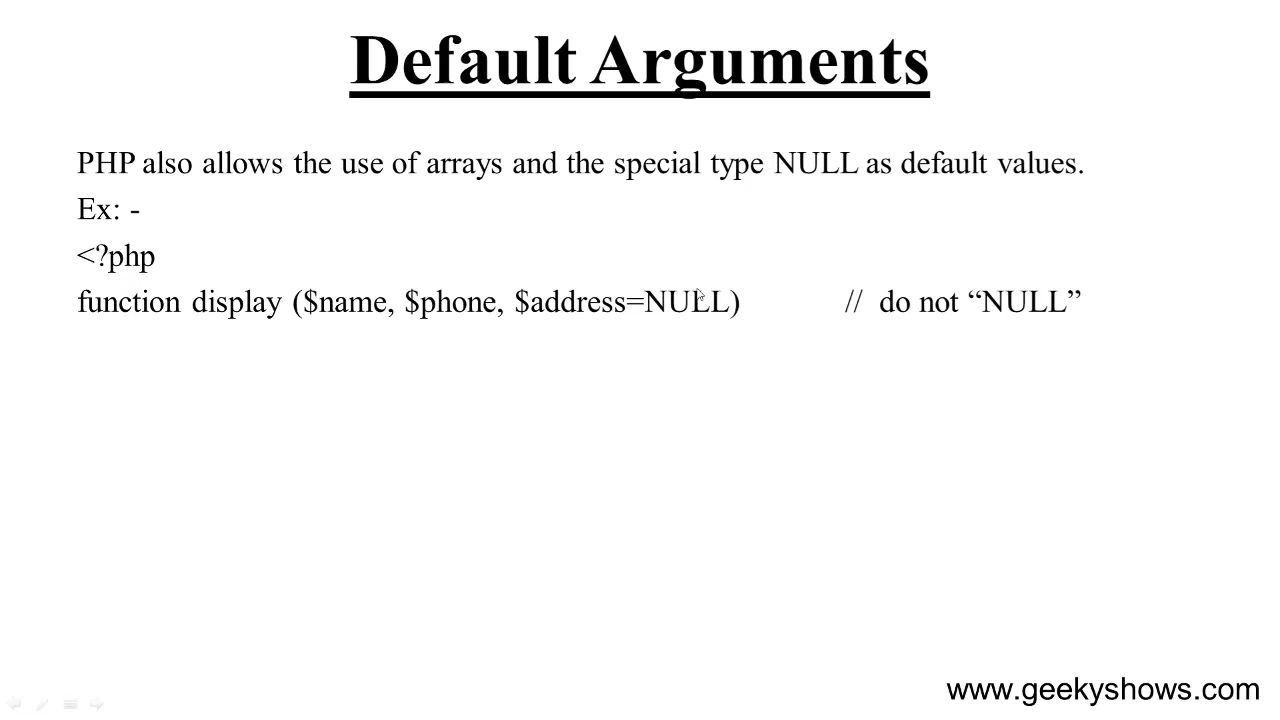 Default Arguments
PHP also allows the use of arrays and the special type NULL as default values.
Ex: -
<?php
function display ($name, $phone, $address=NULL) // do not “NULL”
www.geekyshows.com